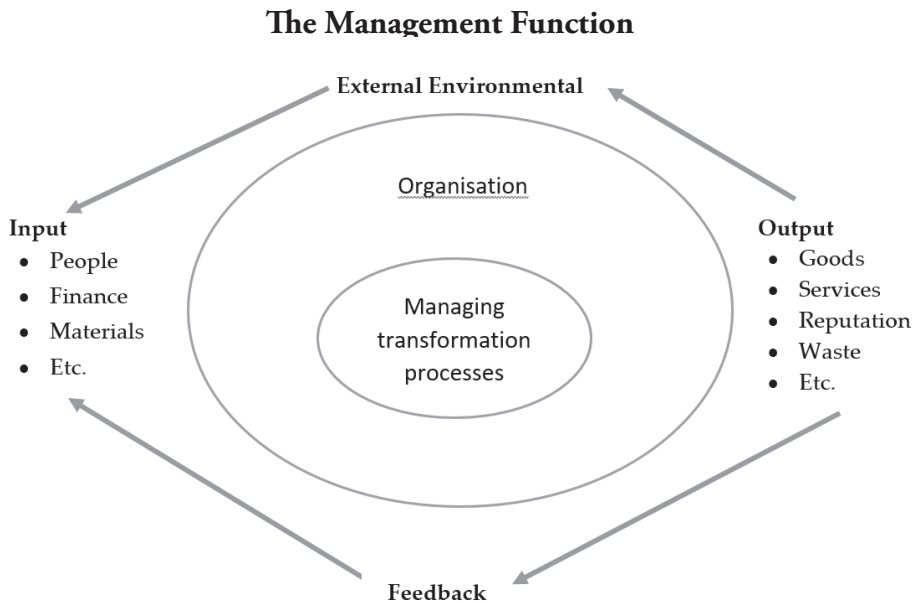 The Management Function
External Environmental
Organisation
Input
• People
• Finance
• Materials
• Etc.
Managing
transformation
processes
Output
• Goods
• Services
• Reputation
• Waste
• Etc.
Feedback